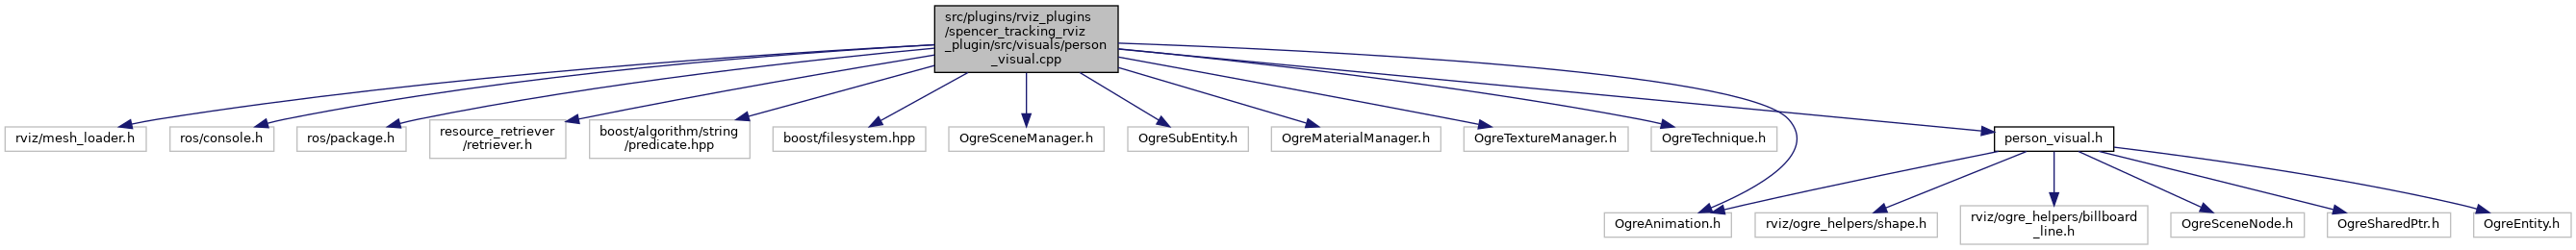 src/plugins/rviz_plugins
/spencer_tracking_rviz
_plugin/src/visuals/person
_visual.cpp
rviz/mesh_loader.h
ros/console.h
ros/package.h
resource_retriever
/retriever.h
boost/algorithm/string
/predicate.hpp
boost/filesystem.hpp
OgreSceneManager.h
OgreSubEntity.h
OgreMaterialManager.h
OgreTextureManager.h
OgreTechnique.h
person_visual.h
OgreAnimation.h
rviz/ogre_helpers/shape.h
rviz/ogre_helpers/billboard
_line.h
OgreSceneNode.h
OgreSharedPtr.h
OgreEntity.h